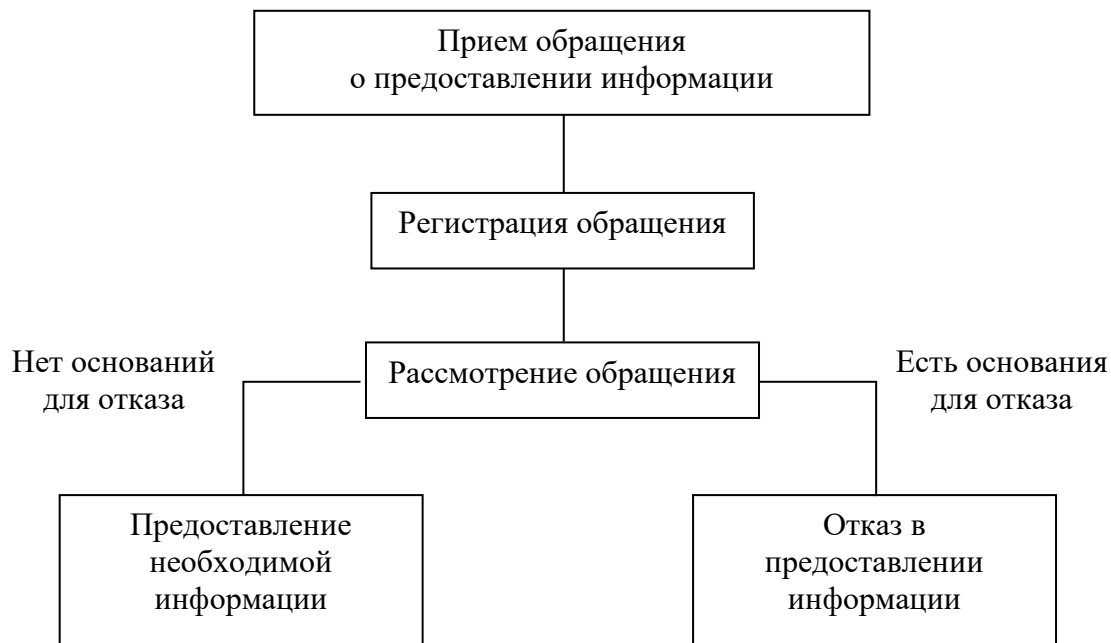 Прием обращения
о предоставлении информации
Регистрация обращения
Нет оснований
для отказа
Рассмотрение обращения
Есть основания
для отказа
Предоставление
необходимой
информации
Отказ в
предоставлении
информации